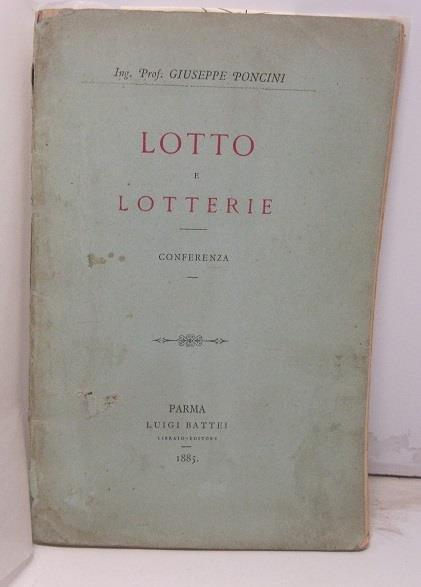 Ing. Prof. GIUSEPPE PONCINI
LOTTO
E
LOTTERIE
CONFERENZA
PARMA
LUIGI BATTEI
LIBRAIO-EDITORE
1885.